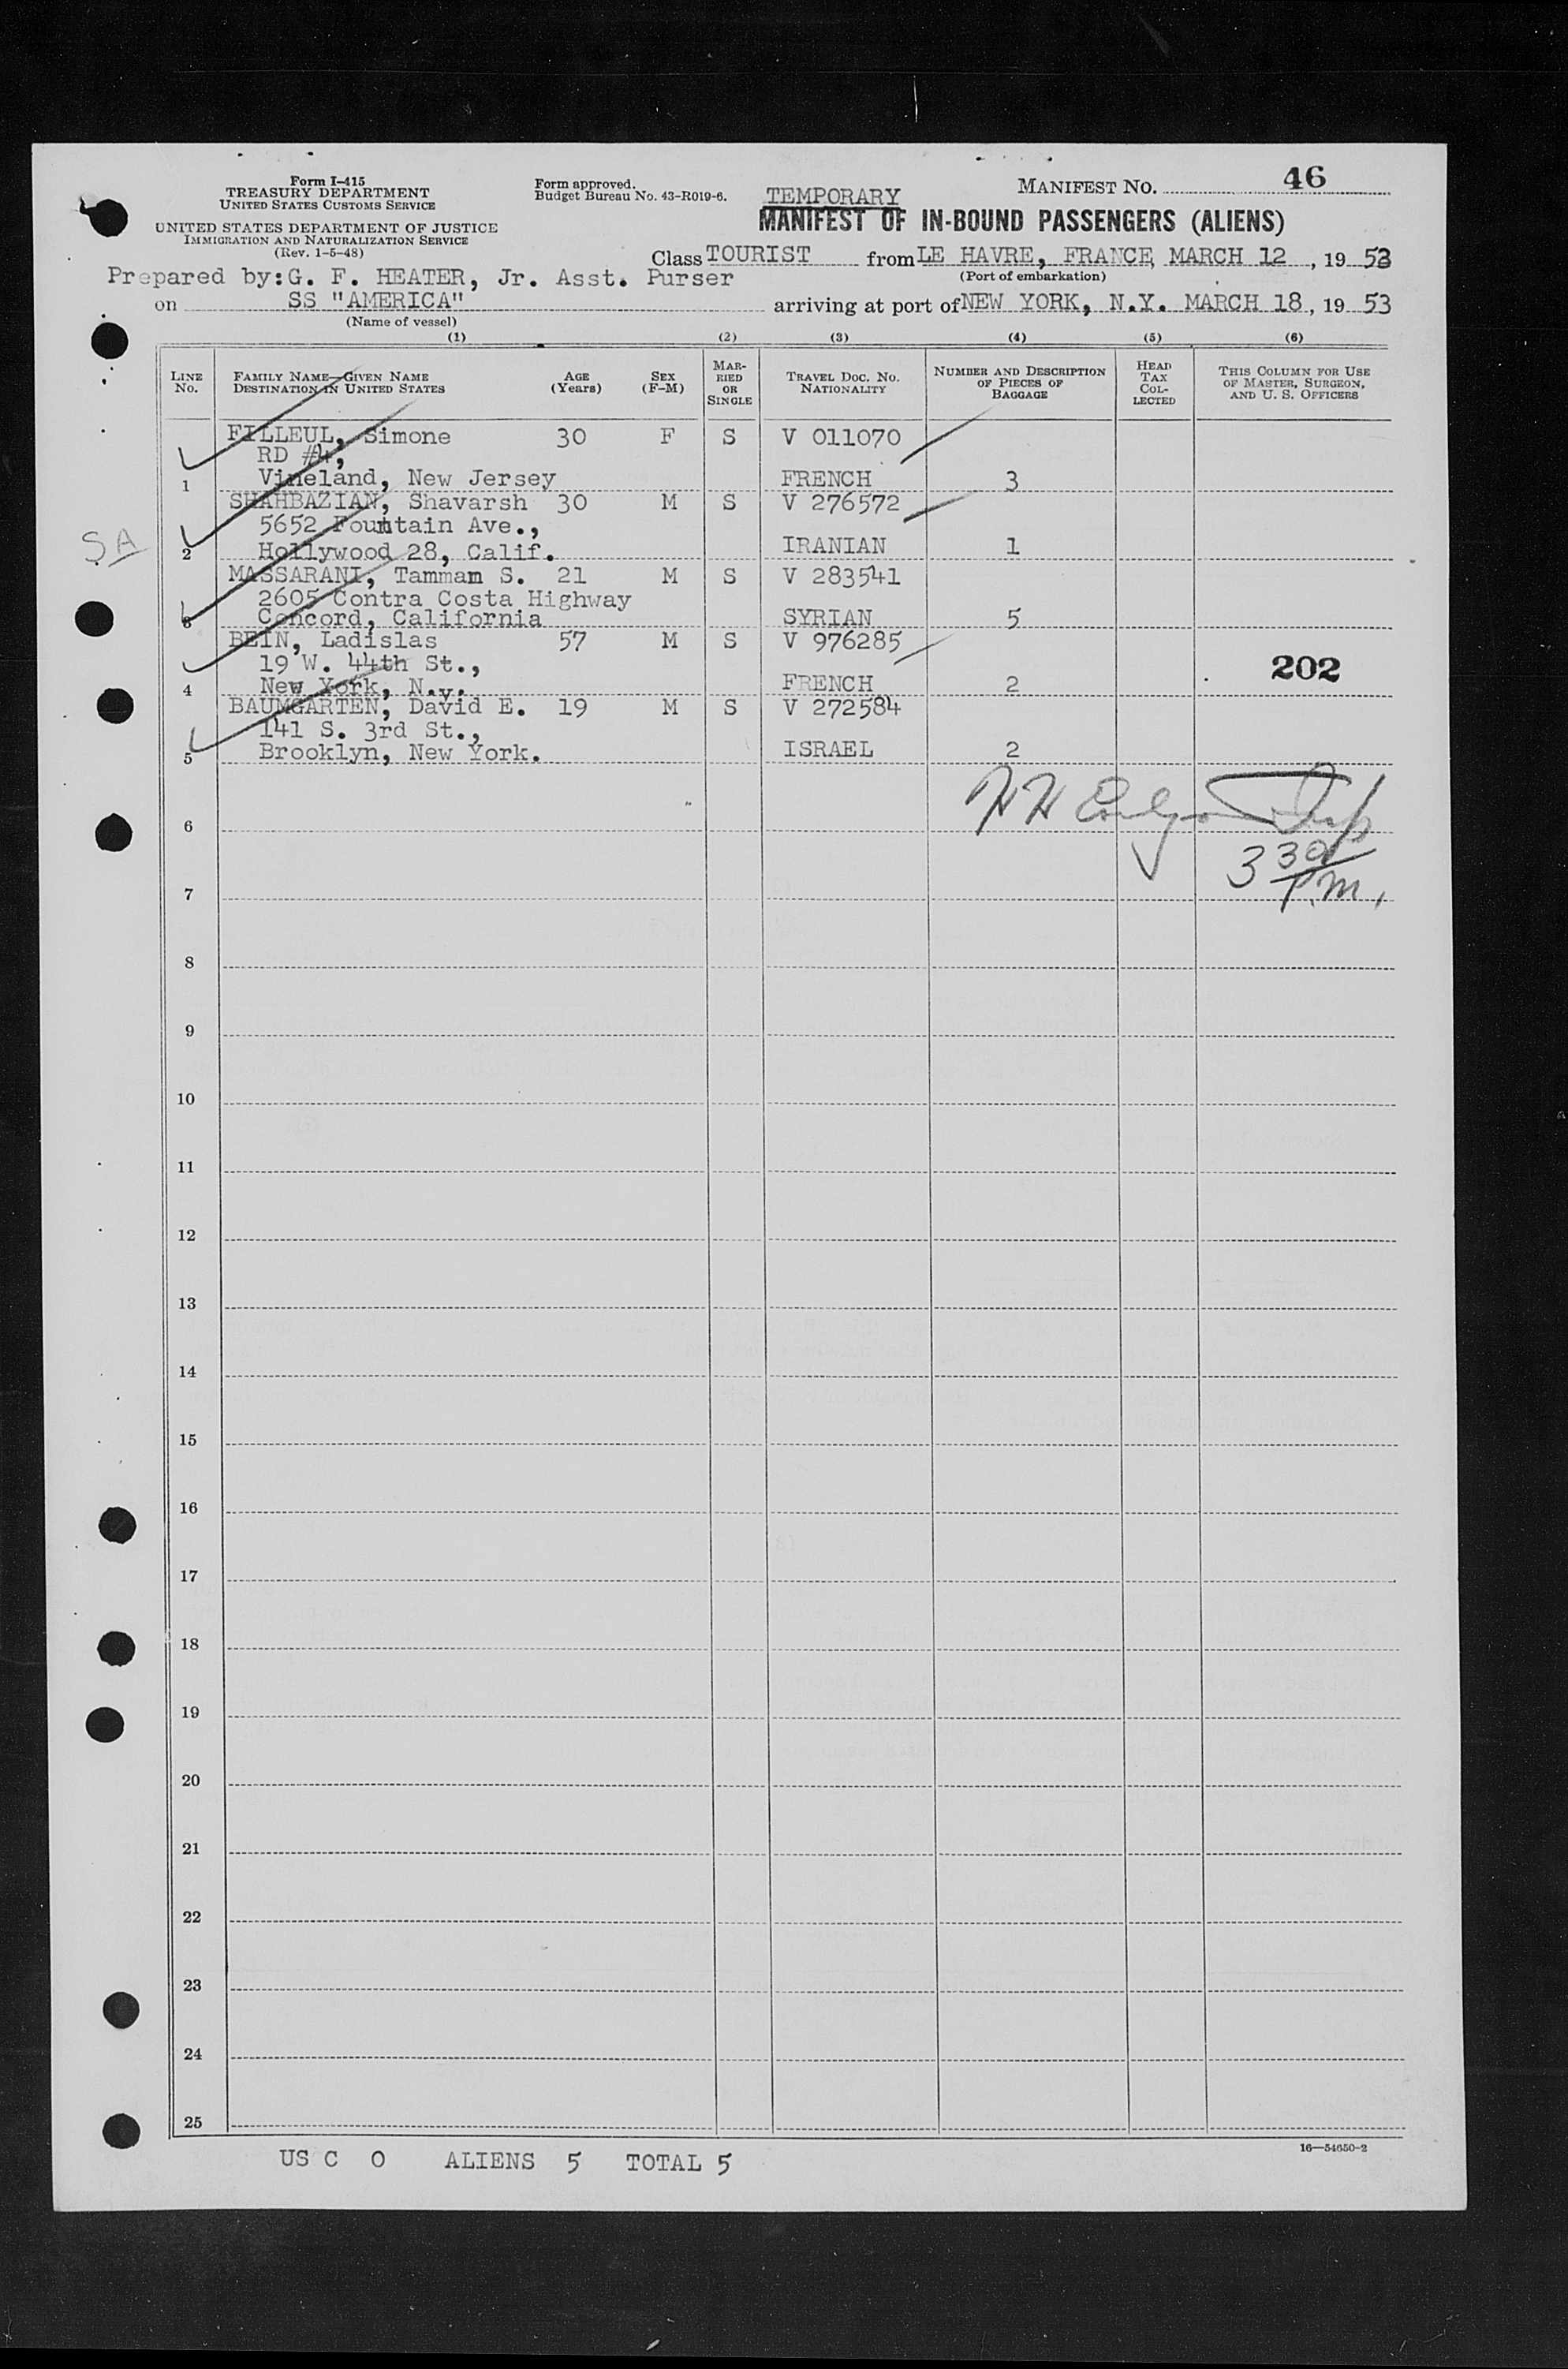 Form I-415
TREASURY DEPARTMENT
UNITED STATES CUSTOMS SERVICE
UNITED STATES DEPARTMENT OF JUSTICE
IMMIGRATION AND NATURALIZATION SERVICE
(Rev. 1-5-48)
Form approved.
Budget Bureau No. 43-R019-6.
MANIFEST NO. 46
TEMPORARY
MANIFEST OF IN-BOUND PASSENGERS (ALIENS)
Class TOURIST from LE HAVRE, FRANCE, MARCH 12, 1953
(Port of embarkation)
Prepared by: G. F. HEATER, Jr. Asst. Purser
on SS "AMERICA" arriving at port of NEW YORK, N.Y. MARCH 18, 1953
(Name of vessel)
(1) (2) (3) (4) (5) (6)
LINE No. FAMILY NAME—GIVEN NAME DESTINATION IN UNITED STATES AGE (Years) SEX (F-M) MARRIED OR SINGLE TRAVEL DOC. NO. NATIONALITY NUMBER AND DESCRIPTION OF PIECES OF BAGGAGE HEAD TAX COLLECTED THIS COLUMN FOR USE OF MASTER, SURGEON, AND U. S. OFFICERS
FILLEUL, Simone 30 F S V 011070
RD #4,
1 Vineland, New Jersey FRENCH 3
SHAHBAZIAN, Shavarsh 30 M S V 276572
5652 Fountain Ave.,
SA 2 Hollywood 28, Calif. IRANIAN 1
MASSARANI, Tammam S. 21 M S V 283541
2605 Contra Costa Highway
3 Concord, California SYRIAN 5
BEIN, Ladislas 57 M S V 976285
19 W. 44th St., 202
4 New York, N.y. FRENCH 2
BAUMGARTEN, David E. 19 M S V 272584
141 S. 3rd St.,
5 Brooklyn, New York. ISRAEL 2
6
3 30
P.M.
7
8
9
10
11
12
13
14
15
16
17
18
19
20
21
22
23
24
25
16—54650-2
US C 0 ALIENS 5 TOTAL 5